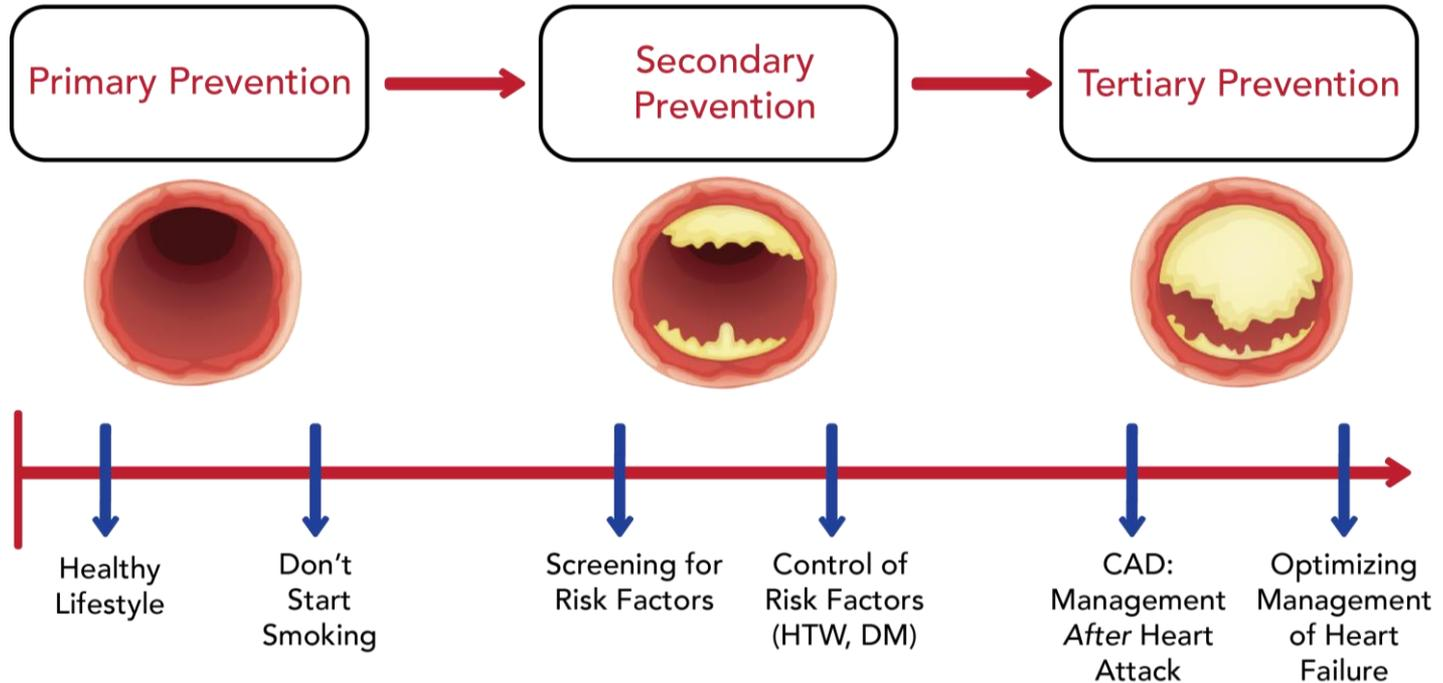 Primary Prevention
Secondary
Prevention
Tertiary Prevention
Healthy
Lifestyle
Don't
Start
Smoking
Screening for
Risk Factors
Control of
Risk Factors
(HTW, DM)
CAD:
Management
After Heart
Attack
Optimizing
Management
of Heart
Failure